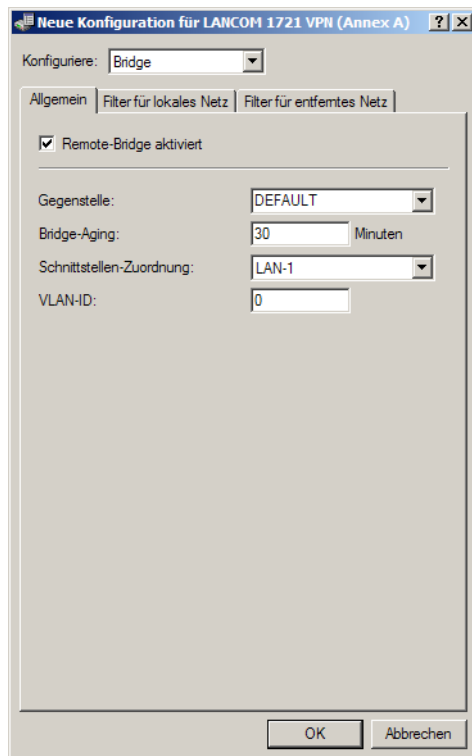 Neue Konfiguration für LANCOM 1721 VPN (Annex A)
Konfiguriere: Bridge
Allgemein Filter für lokales Netz Filter für entferntes Netz
Remote-Bridge aktiviert
Gegenstelle: DEFAULT
Bridge-Aging: 30 Minuten
Schnittstellen-Zuordnung: LAN-1
VLAN-ID: 0
OK Abbrechen